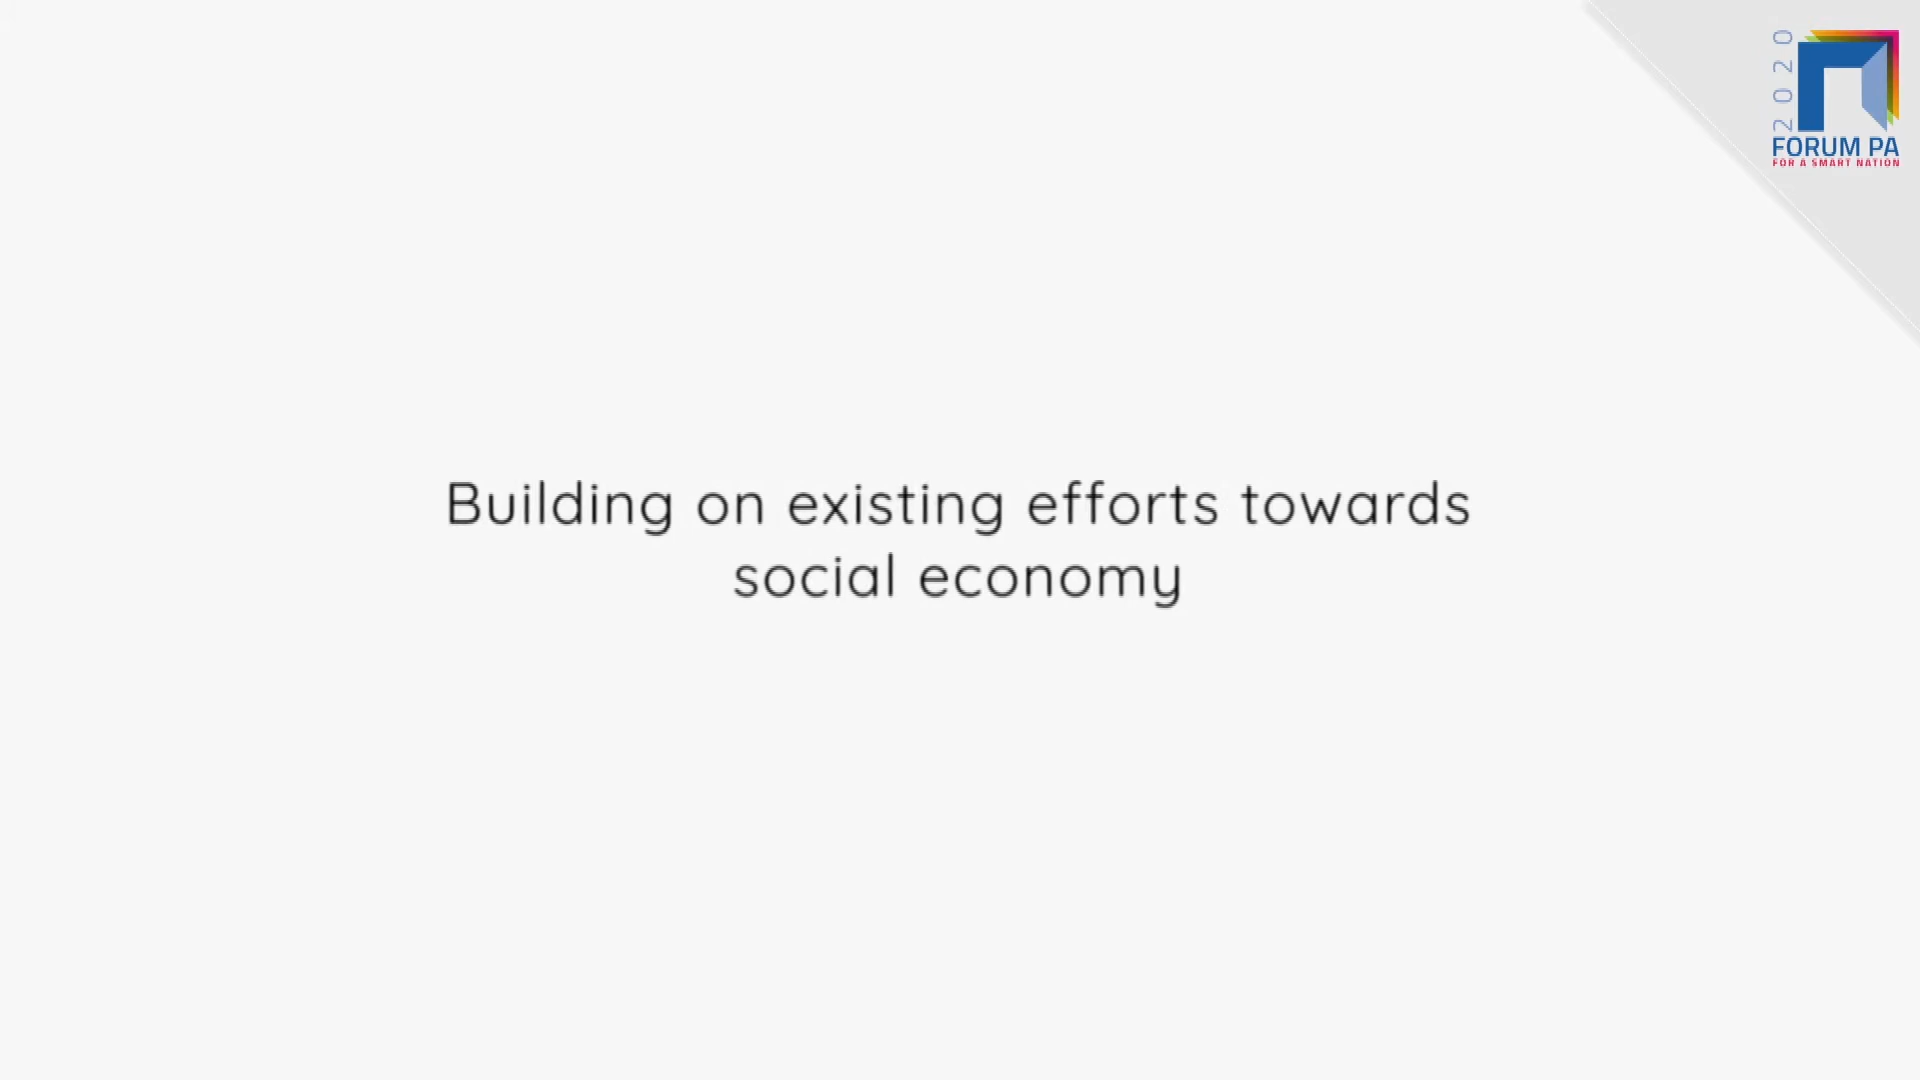 2020
FORUM PA
FOR A SMART NATION
Building on existing efforts towards
social economy